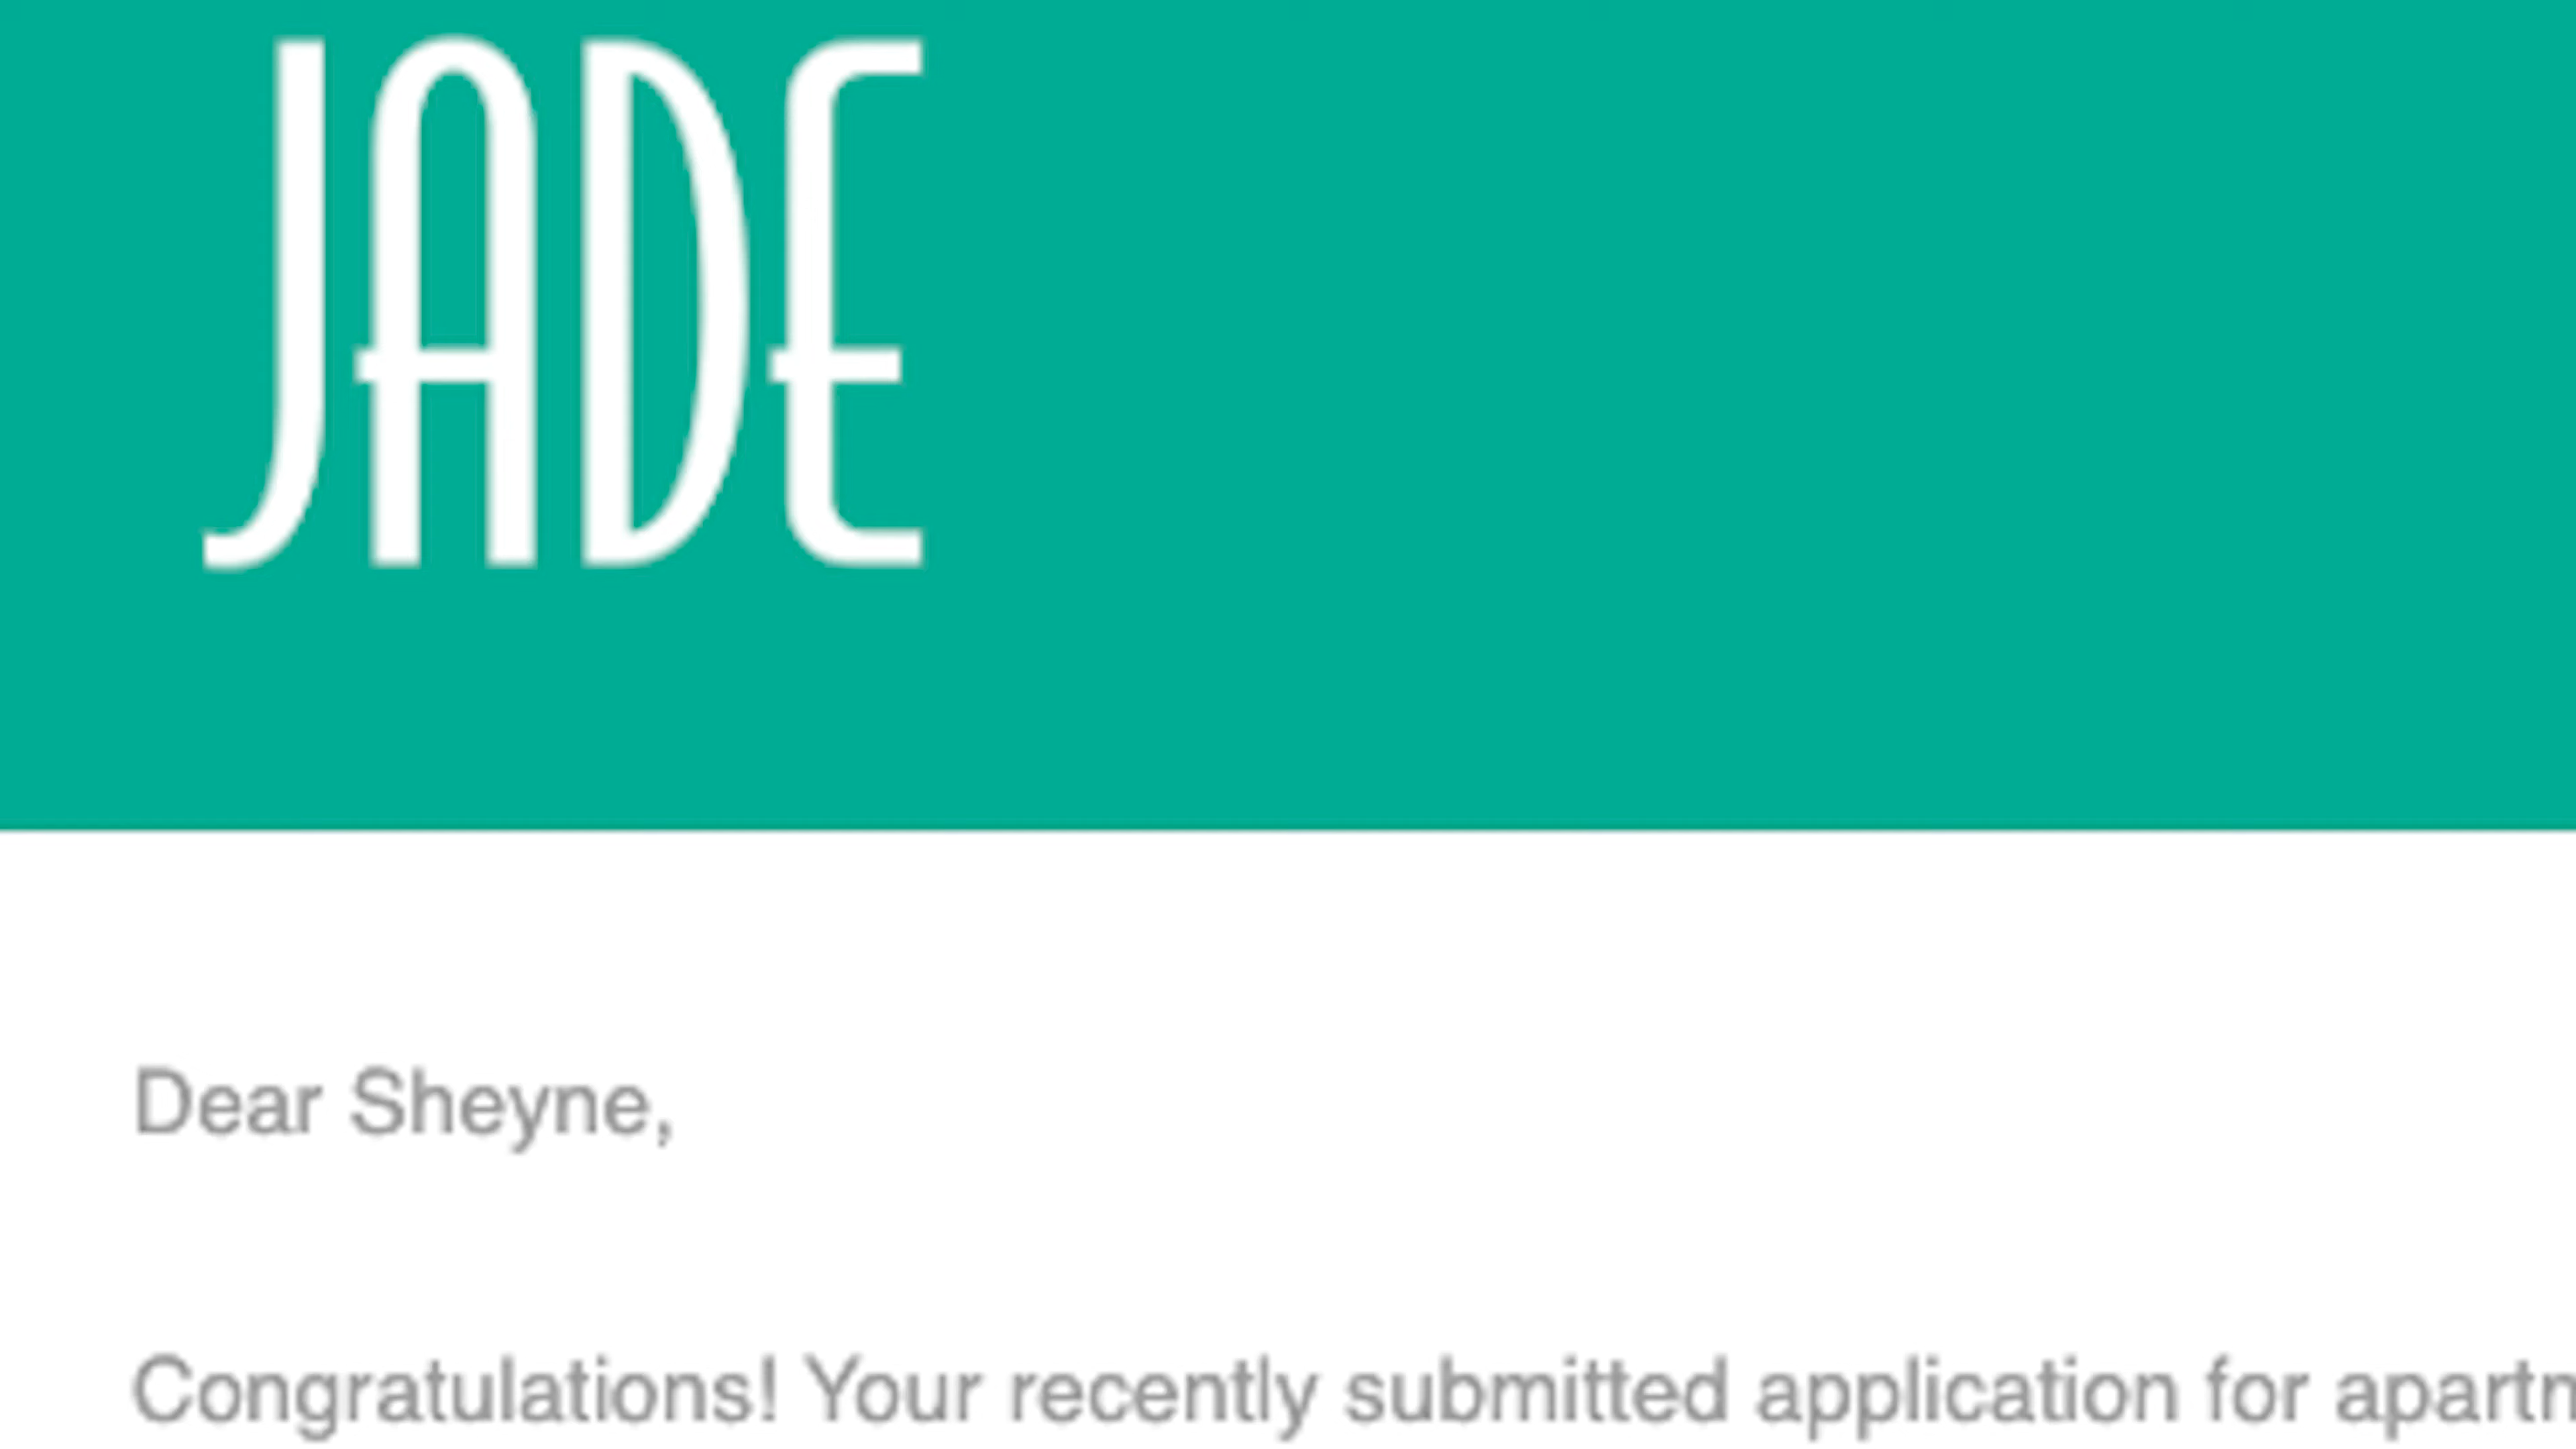 JADE
Dear Sheyne,
Congratulations! Your recently submitted application for